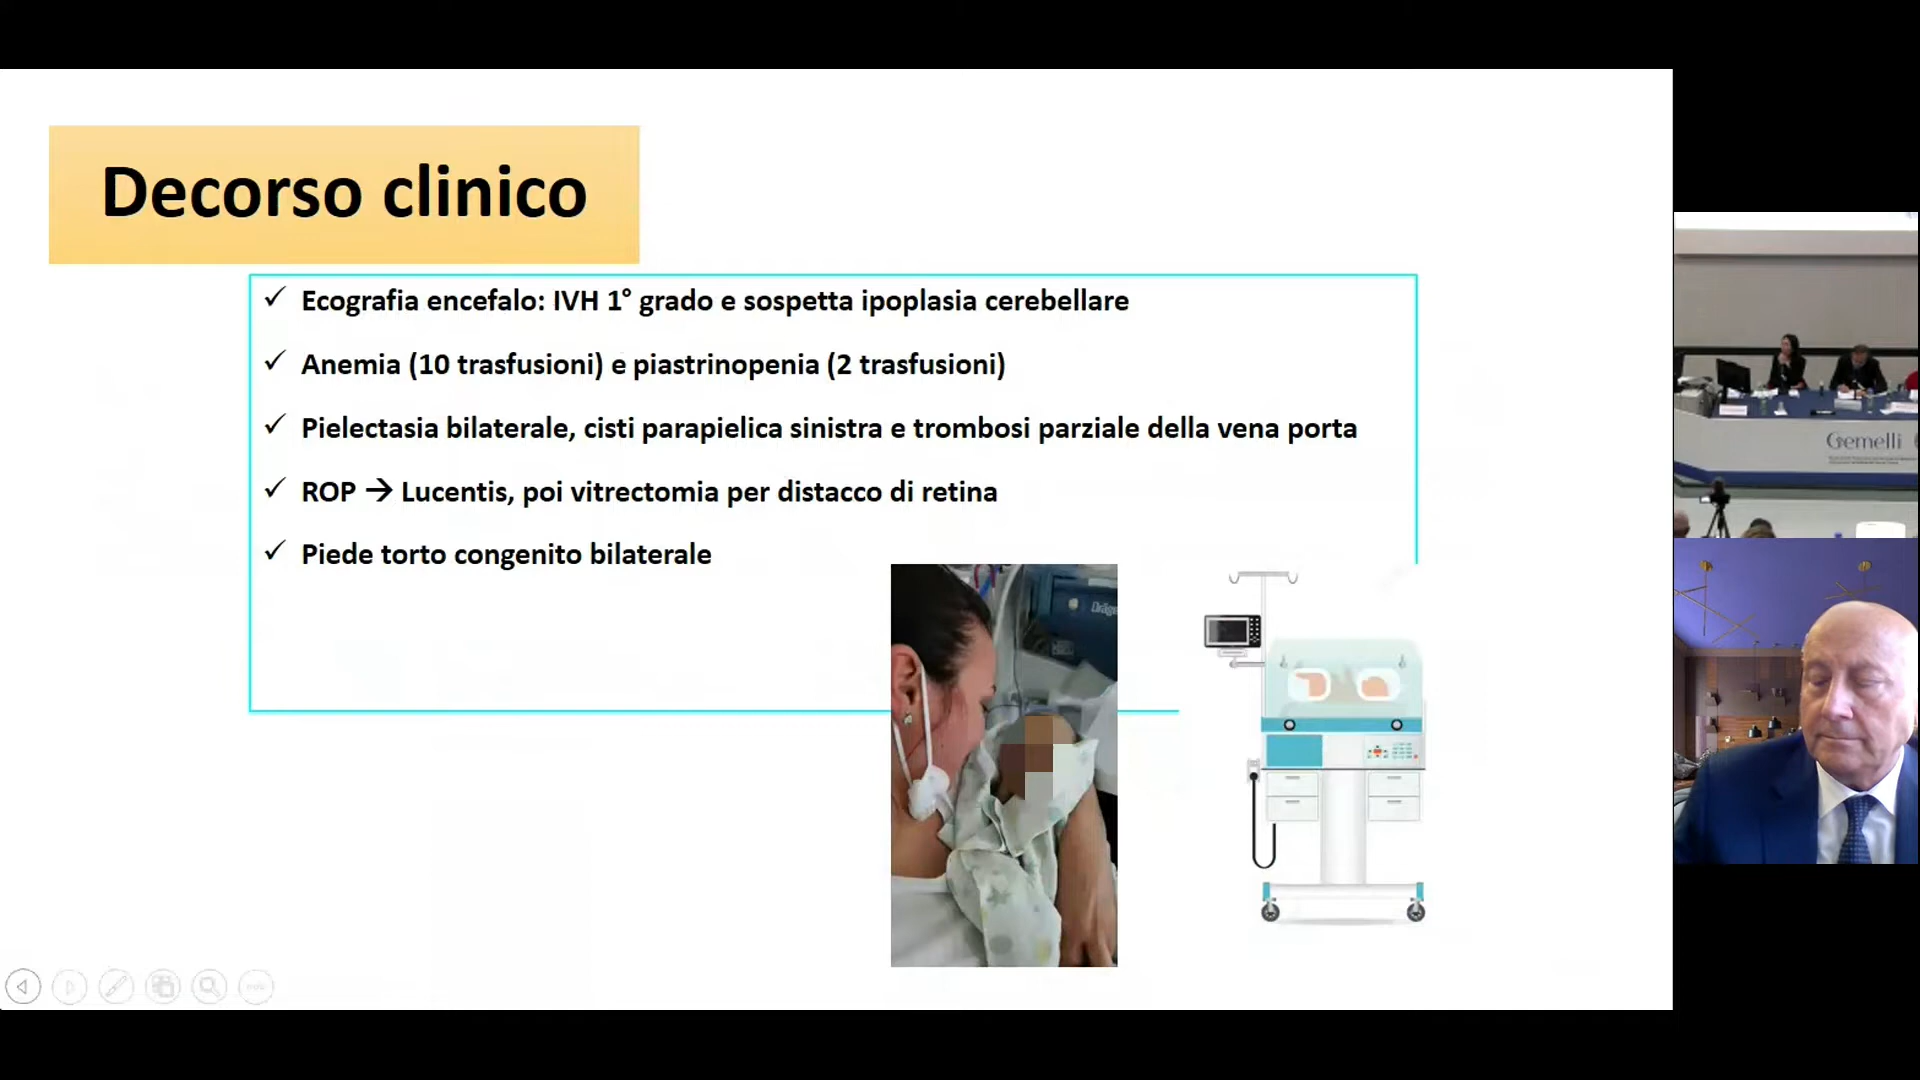 Decorso clinico
✓ Ecografia encefalo: IVH 1° grado e sospetta ipoplasia cerebellare
✓ Anemia (10 trasfusioni) e piastrinopenia (2 trasfusioni)
✓ Pielectasia bilaterale, cisti parapielica sinistra e trombosi parziale della vena porta
✓ ROP → Lucentis, poi vitrectomia per distacco di retina
✓ Piede torto congenito bilaterale
Gemelli